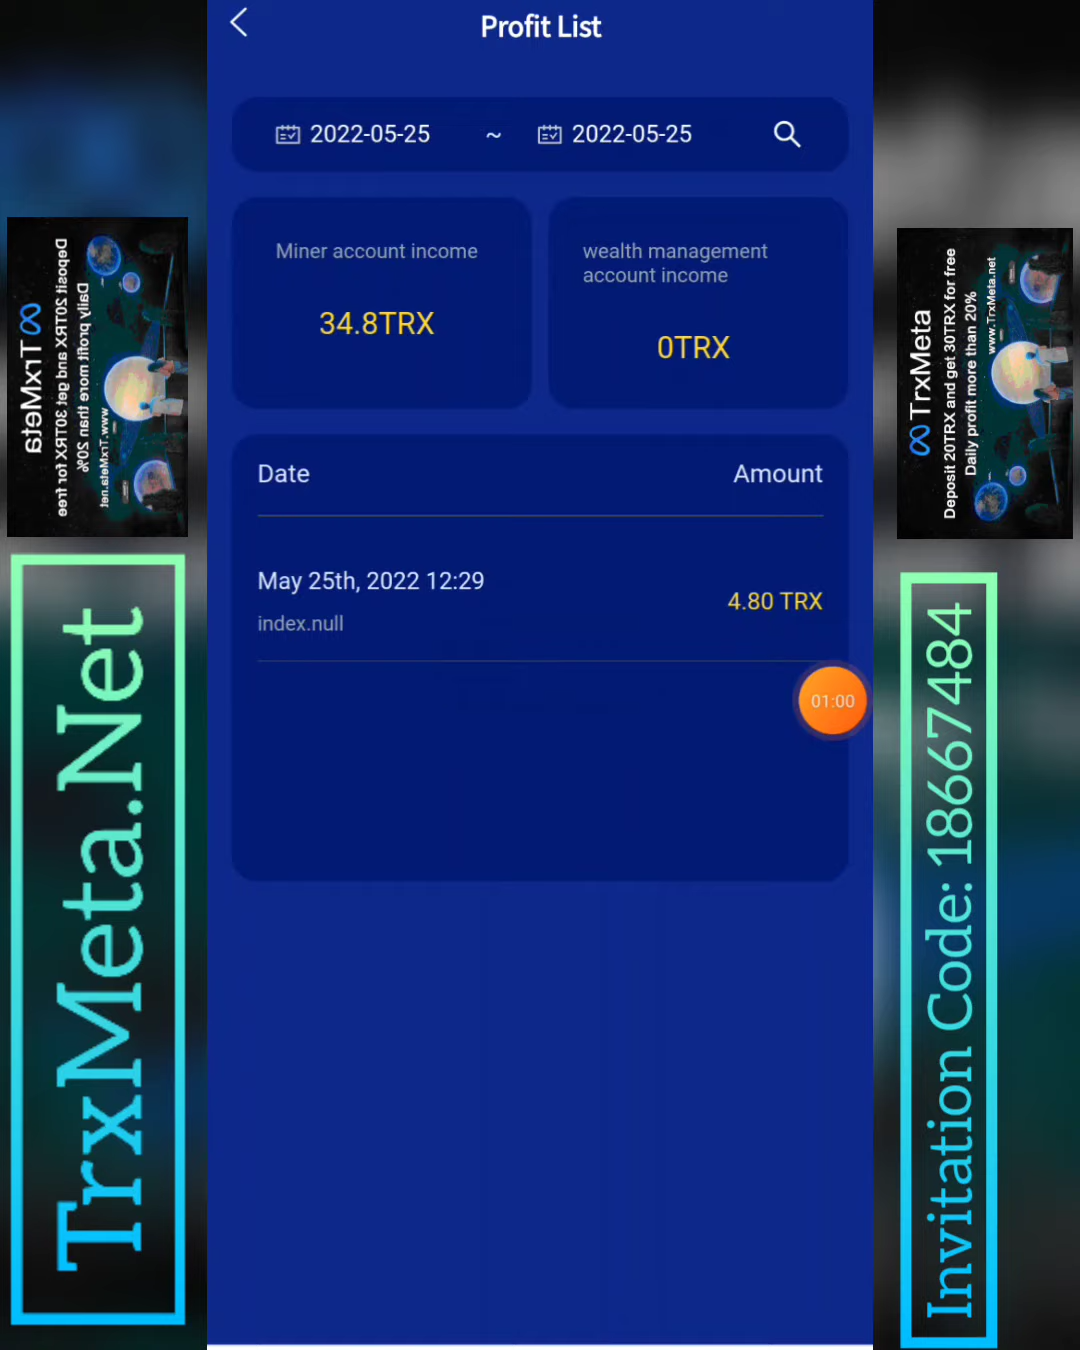 Profit List
2022-05-25 ~ 2022-05-25
Miner account income
34.8TRX
wealth management
account income
0TRX
Date Amount
May 25th, 2022 12:29
index.null
4.80 TRX
01:00
TrxMeta
Deposit 20TRX and get 30TRX for free
Daily profit more than 20%
www.TrxMeta.net
TrxMeta.Net
TrxMeta
Deposit 20TRX and get 30TRX for free
Daily profit more than 20%
www.TrxMeta.net
Invitation Code: 18667484